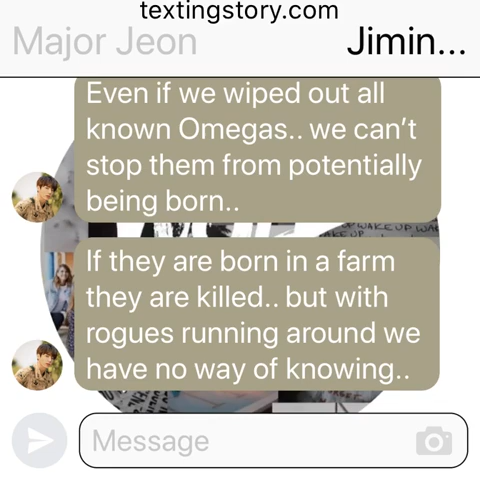 textingstory.com
Major Jeon Jimin...
Even if we wiped out all
known Omegas.. we can't
stop them from potentially
being born..
WAKE UP
If they are born in a farm
they are killed.. but with
rogues running around we
have no way of knowing..
Message